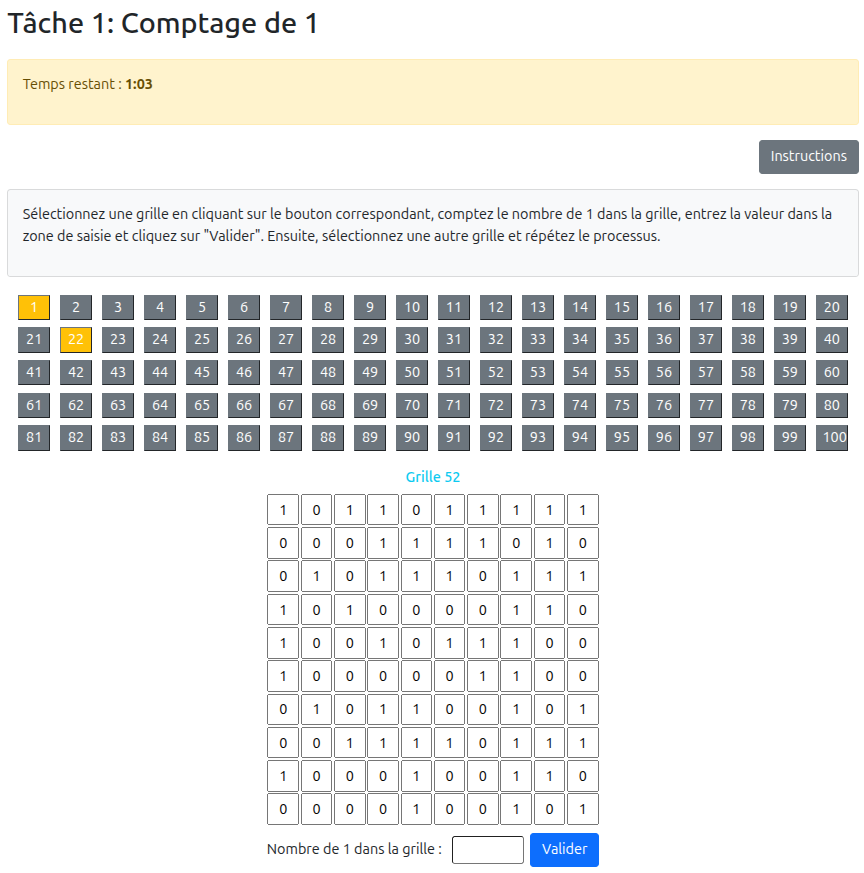 Tâche 1: Comptage de 1
Temps restant : 1:03
Instructions
Sélectionnez une grille en cliquant sur le bouton correspondant, comptez le nombre de 1 dans la grille, entrez la valeur dans la
zone de saisie et cliquez sur "Valider". Ensuite, sélectionnez une autre grille et répétez le processus.
1 2 3 4 5 6 7 8 9 10 11 12 13 14 15 16 17 18 19 20
21 22 23 24 25 26 27 28 29 30 31 32 33 34 35 36 37 38 39 40
41 42 43 44 45 46 47 48 49 50 51 52 53 54 55 56 57 58 59 60
61 62 63 64 65 66 67 68 69 70 71 72 73 74 75 76 77 78 79 80
81 82 83 84 85 86 87 88 89 90 91 92 93 94 95 96 97 98 99 100
Grille 52
1 0 1 1 0 1 1 1 1 1
0 0 0 1 1 1 1 0 1 0
0 1 0 1 1 1 0 1 1 1
1 0 1 0 0 0 0 1 1 0
1 0 0 1 0 1 1 1 0 0
1 0 0 0 0 0 1 1 0 0
0 1 0 1 1 0 0 1 0 1
0 0 1 1 1 1 0 1 1 1
1 0 0 0 1 0 0 1 1 0
0 0 0 0 1 0 0 1 0 1
Nombre de 1 dans la grille : Valider